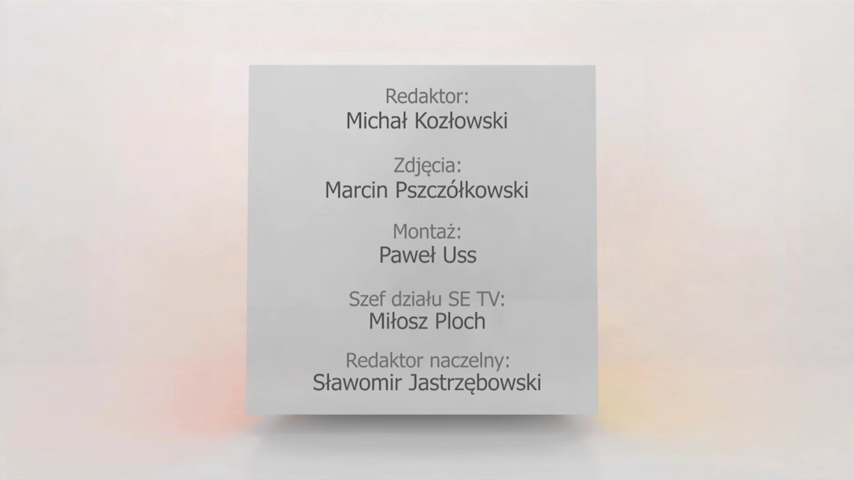 Redaktor:
Michał Kozłowski
Zdjęcia:
Marcin Pszczółkowski
Montaż:
Paweł Uss
Szef działu SE TV:
Miłosz Ploch
Redaktor naczelny:
Sławomir Jastrzębowski